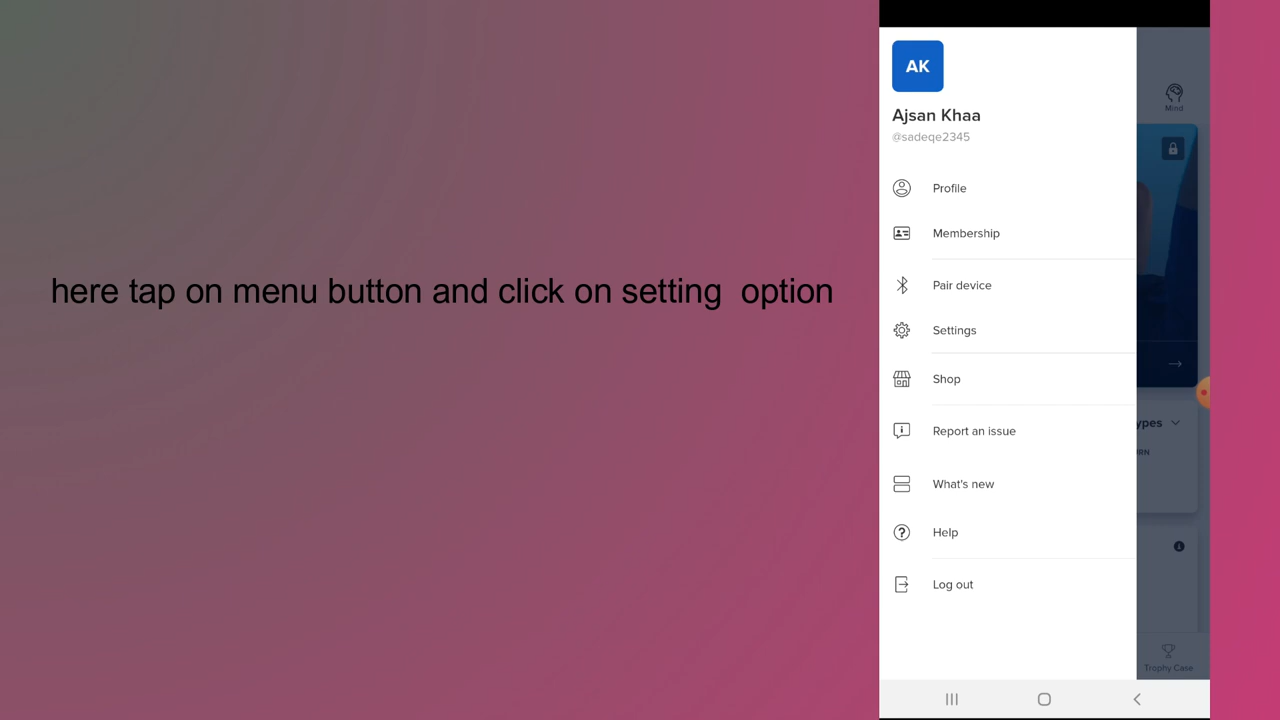 here tap on menu button and click on setting  option
AK
Ajsan Khaa
@sadeqe2345
Profile
Membership
Pair device
Settings
Shop
Report an issue
What's new
Help
Log out
Mind
ypes
RN
Trophy Case